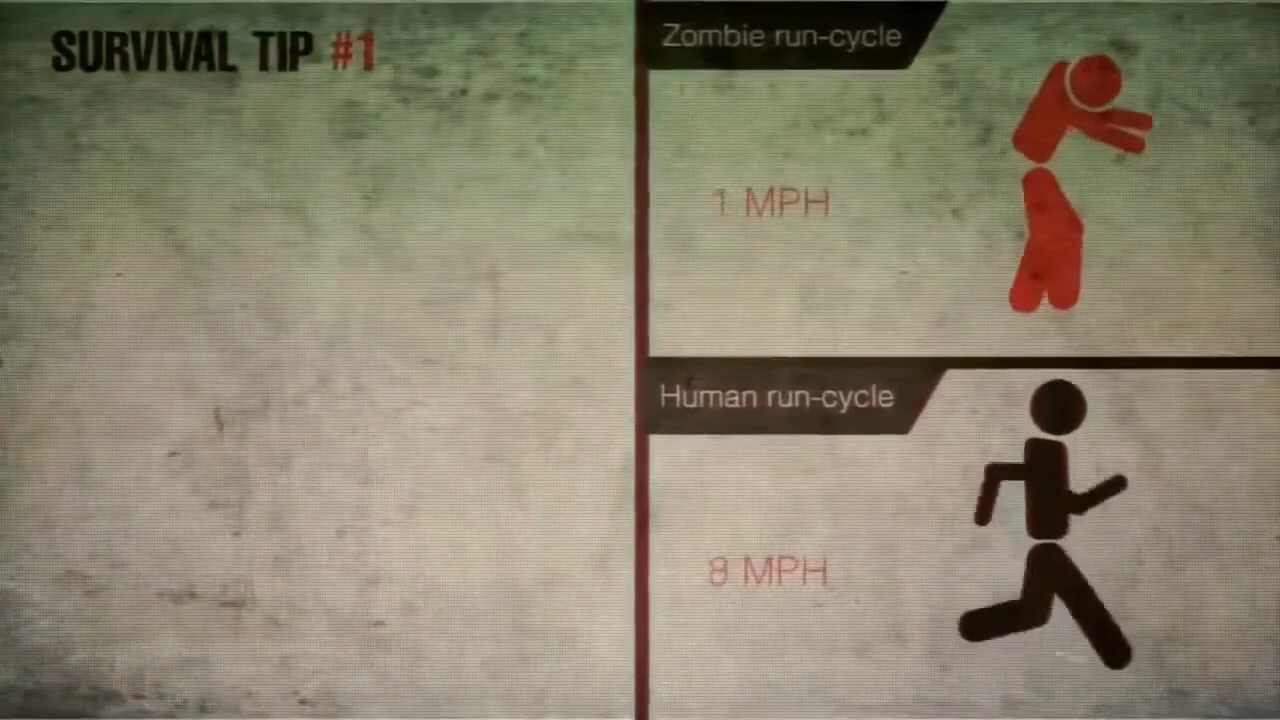 SURVIVAL TIP #1
Zombie run-cycle
1 MPH
Human run-cycle
8 MPH